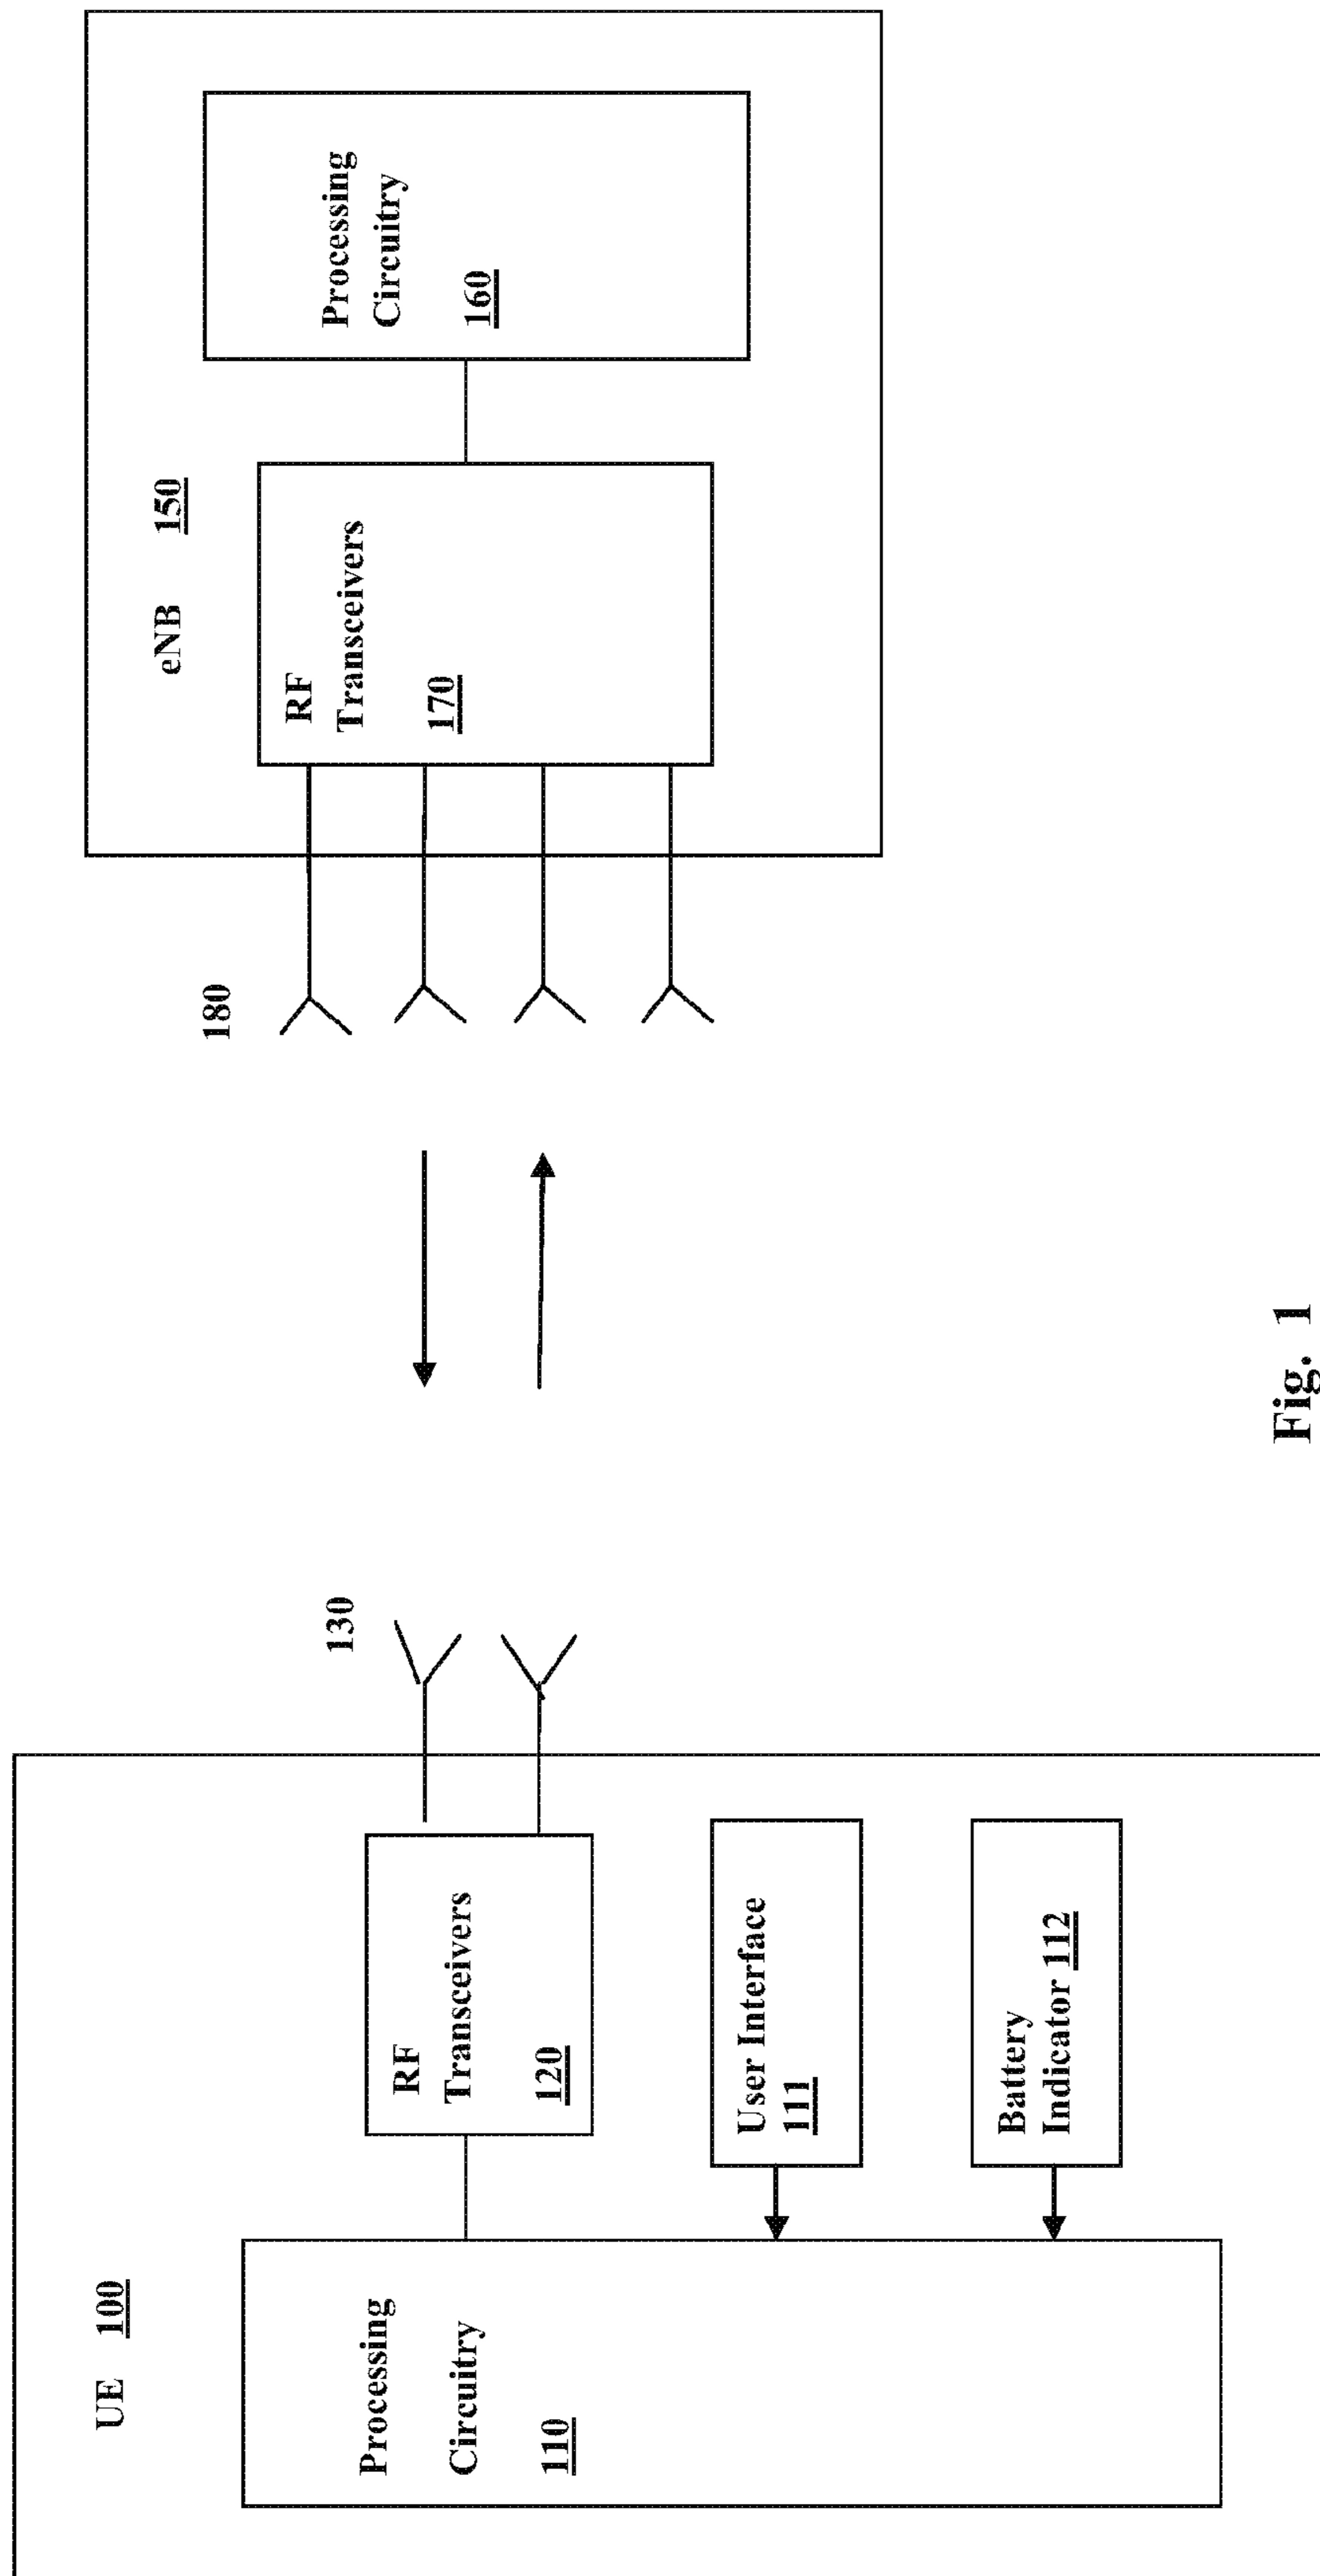 UE 100
Processing
Circuitry
110
RF
Transceivers
120
User Interface
111
Battery
Indicator 112
130
180
eNB 150
RF
Transceivers
170
Processing
Circuitry
160
Fig. 1